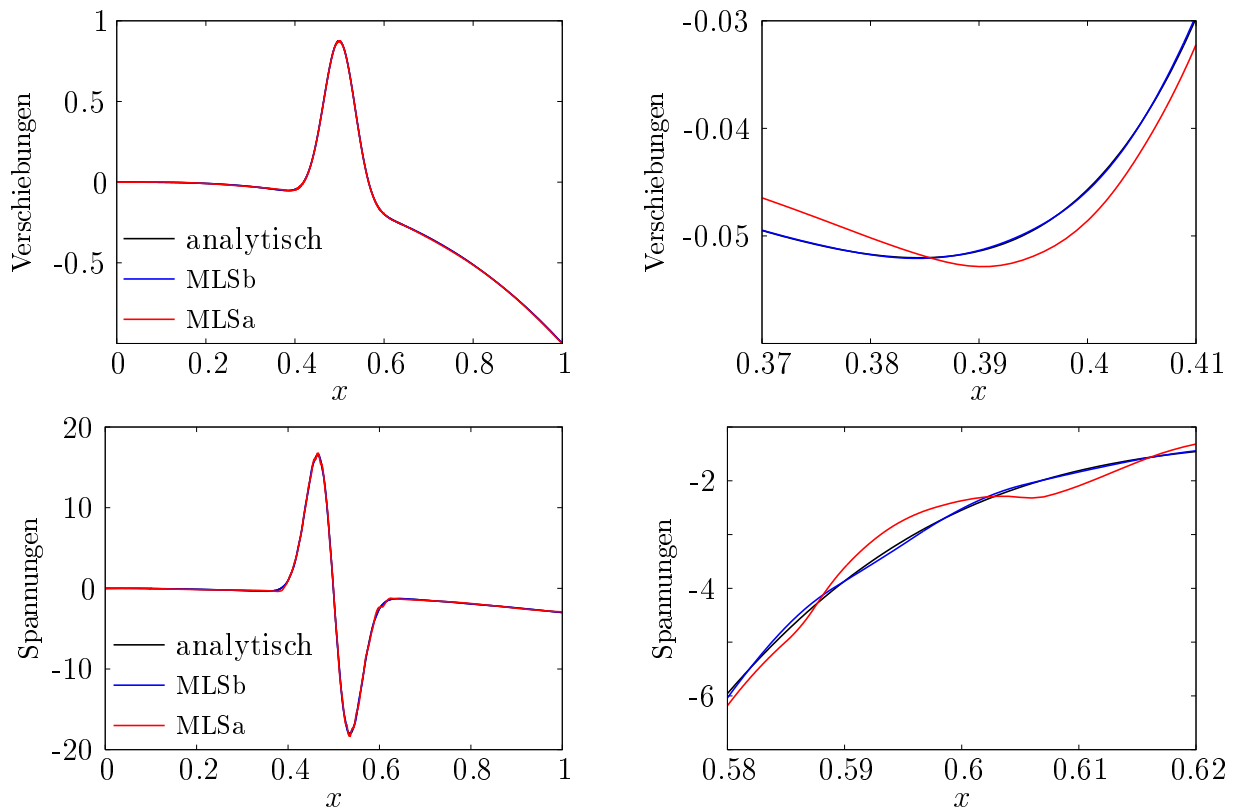 1
0.5
0
-0.5
Verschiebungen
analytisch
MLSb
MLSa
0 0.2 0.4 0.6 0.8 1
x
-0.03
-0.04
-0.05
Verschiebungen
0.37 0.38 0.39 0.4 0.41
x
20
10
0
-10
-20
Spannungen
analytisch
MLSb
MLSa
0 0.2 0.4 0.6 0.8 1
x
-2
-4
-6
Spannungen
0.58 0.59 0.6 0.61 0.62
x